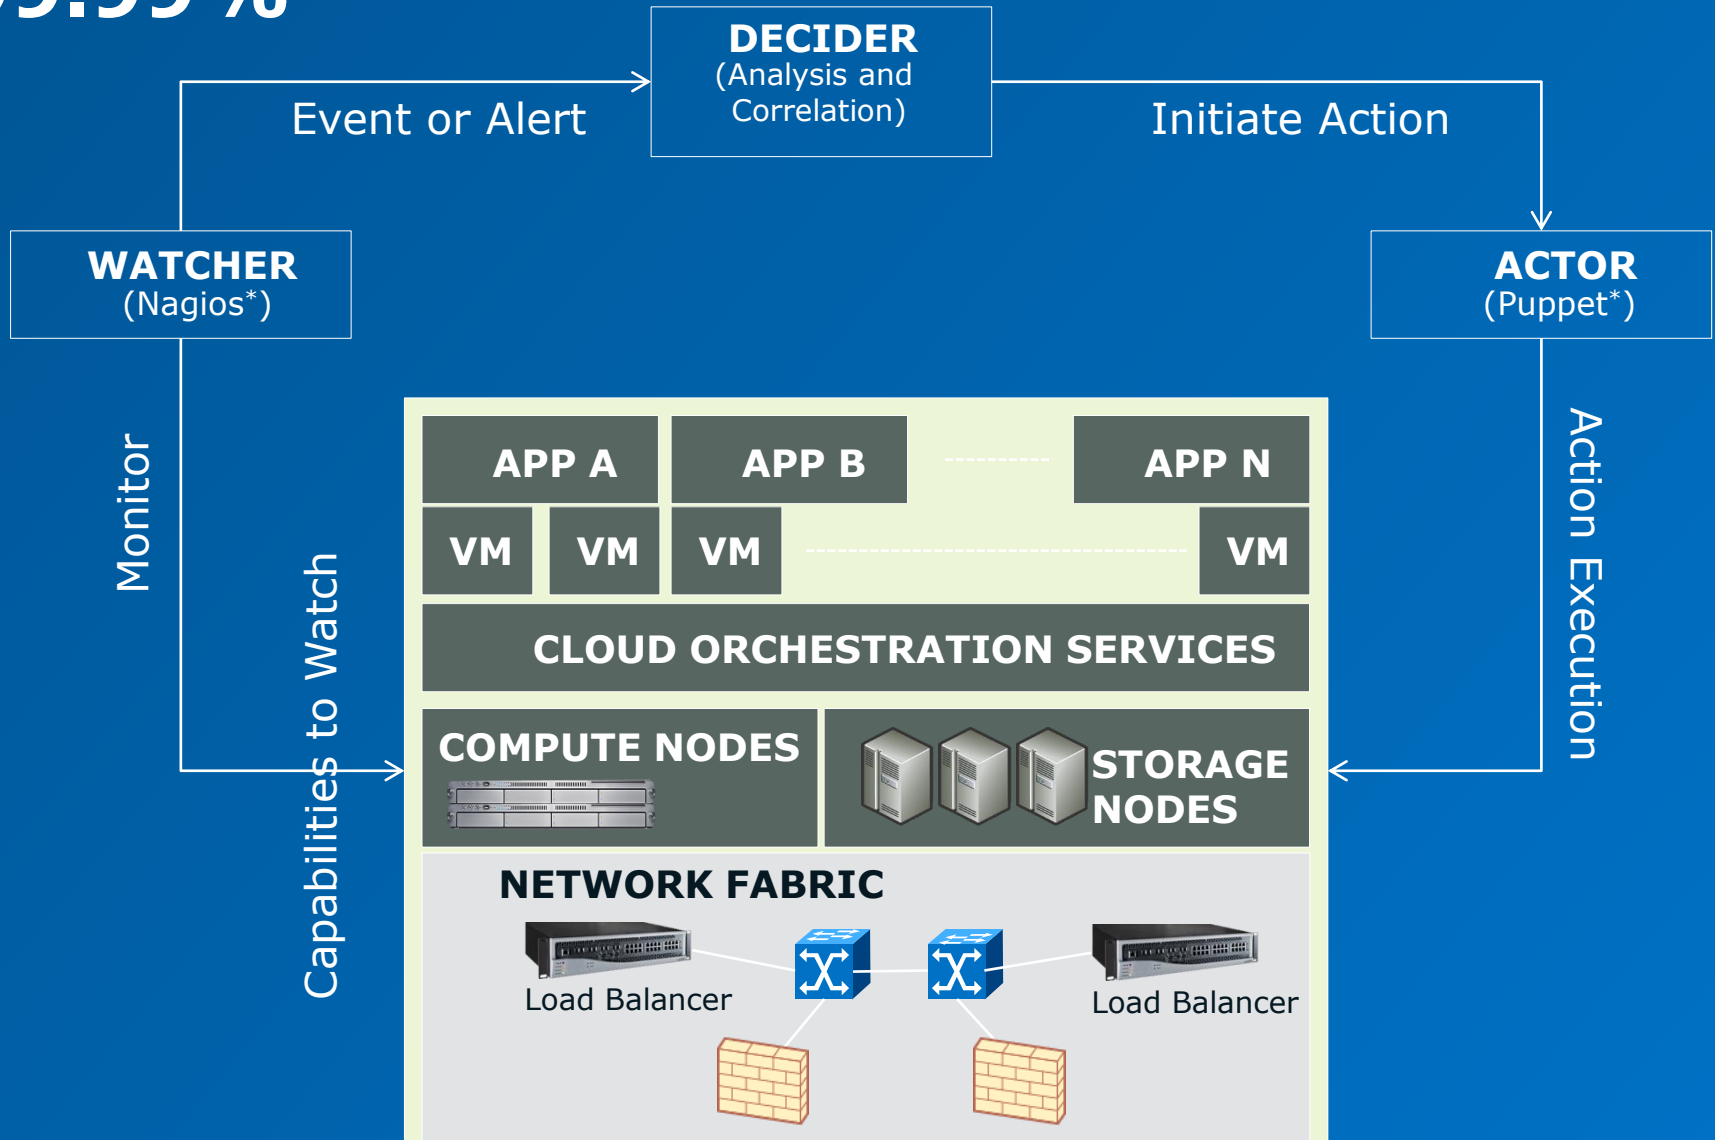 99.99%
DECIDER
(Analysis and
Correlation)
Event or Alert
Initiate Action
WATCHER
(Nagios*)
ACTOR
(Puppet*)
Monitor
Capabilities to Watch
Action Execution
APP A
APP B
APP N
VM
VM
VM
VM
CLOUD ORCHESTRATION SERVICES
COMPUTE NODES
STORAGE
NODES
NETWORK FABRIC
Load Balancer
Load Balancer